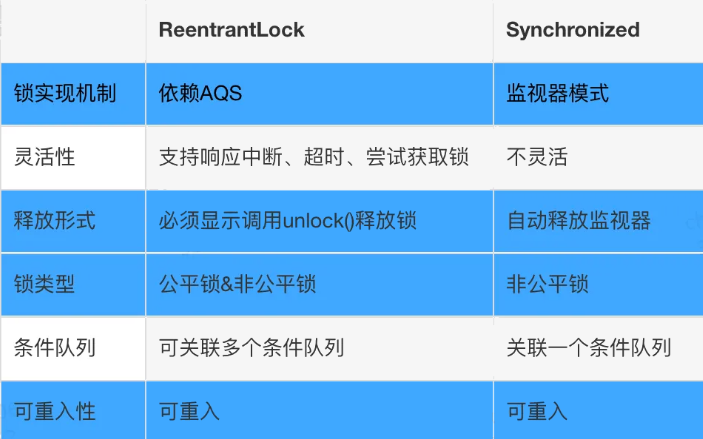 ReentrantLock Synchronized
锁实现机制 依赖AQS 监视器模式
灵活性 支持响应中断、超时、尝试获取锁 不灵活
释放形式 必须显示调用unlock()释放锁 自动释放监视器
锁类型 公平锁&非公平锁 非公平锁
条件队列 可关联多个条件队列 关联一个条件队列
可重入性 可重入 可重入